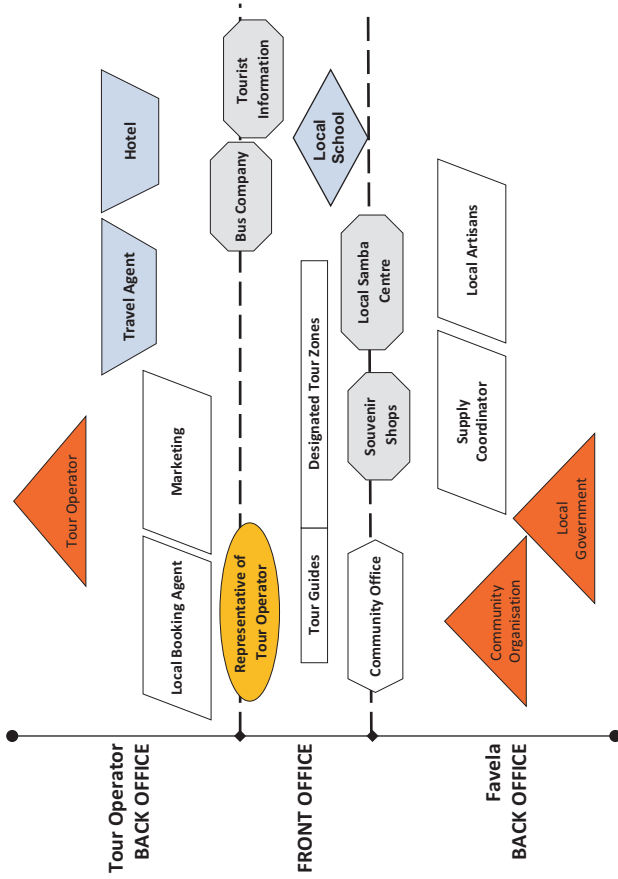 Tour Operator
BACK OFFICE
FRONT OFFICE
Favela
BACK OFFICE
Tour Operator
Travel Agent
Hotel
Local Booking Agent
Marketing
Representative of
Tour Operator
Bus Company
Tourist
Information
Tour Guides
Designated Tour Zones
Local
School
Community Office
Souvenir
Shops
Local Samba
Centre
Supply
Coordinator
Local Artisans
Community
Organisation
Local
Government